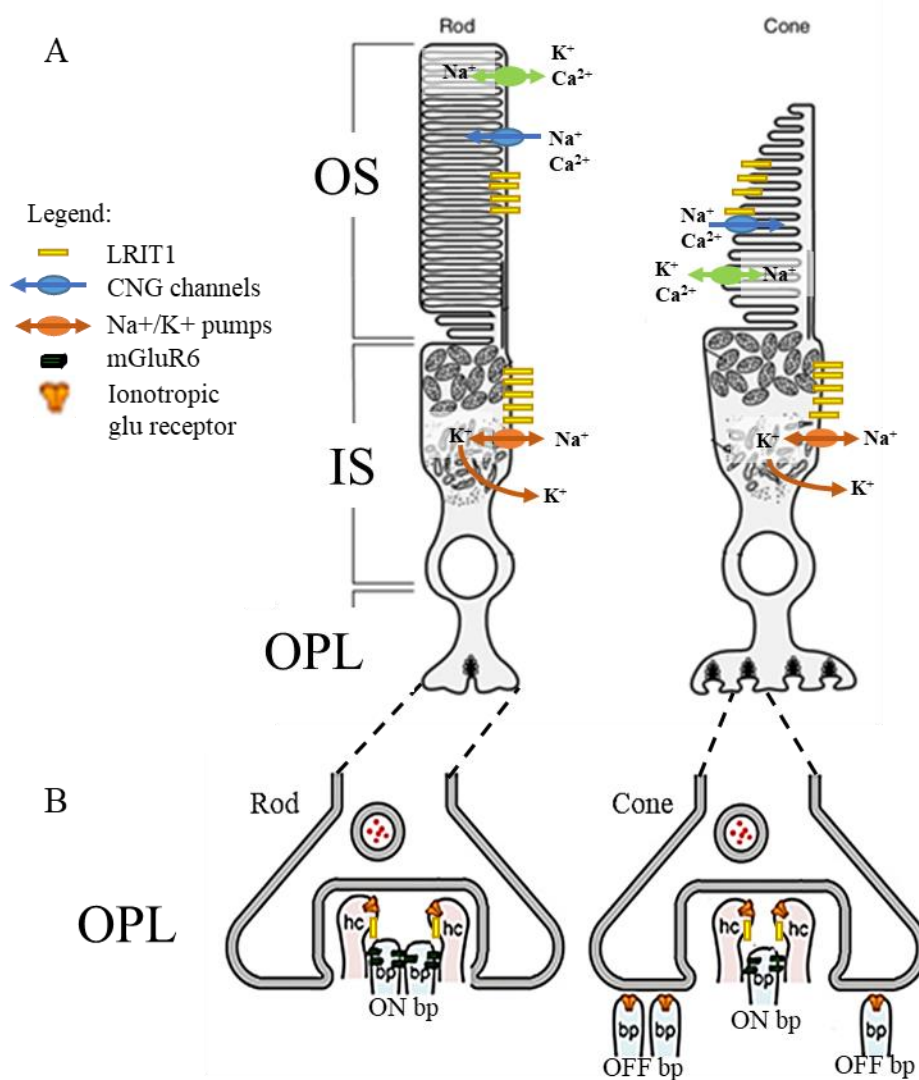 A
Rod
Cone
Na⁺
K⁺
Ca²⁺
Na⁺
Ca²⁺
OS
Legend:
LRIT1
CNG channels
Na+/K+ pumps
mGluR6
Ionotropic
glu receptor
Na⁺
Ca²⁺
K⁺
Ca²⁺
Na⁺
IS
K⁺
Na⁺
K⁺
K⁺
Na⁺
K⁺
OPL
B
Rod
Cone
OPL
hc
hc
bp
bp
ON bp
hc
hc
bp
ON bp
bp
bp
OFF bp
bp
OFF bp